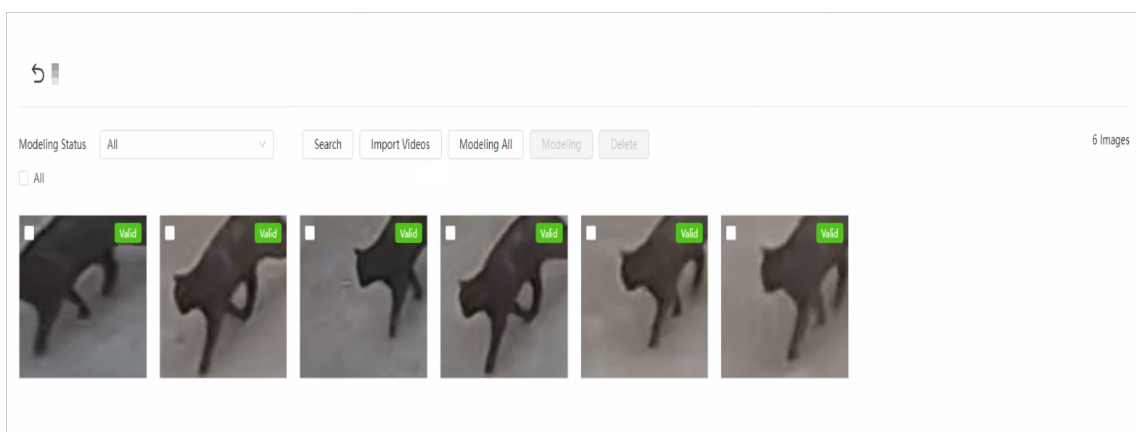 Modeling Status All Search Import Videos Modeling All Modeling Delete 6 Images
All
Valid Valid Valid Valid Valid Valid